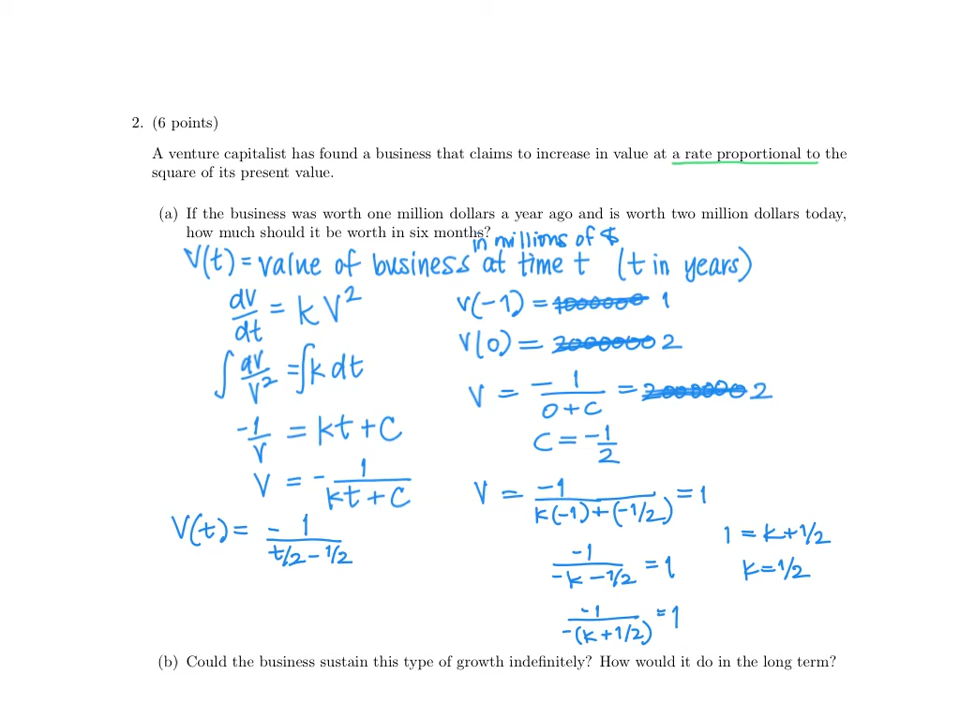 2. (6 points)
A venture capitalist has found a business that claims to increase in value at a rate proportional to the
square of its present value.
(a) If the business was worth one million dollars a year ago and is worth two million dollars today,
how much should it be worth in six months?
in millions of $
V(t) = value of business at time t (t in years)
dV/dt = kV²
∫ dV/V² = ∫k dt
-1/V = kt + C
V = - 1/(kt + C)
V(t) = - 1/(t/2 - 1/2)
V(-1) = 1000000 1
V(0) = 2000000 2
V = - 1/(0 + C) = 2000000 2
C = -1/2
V = -1/(k(-1)+(-1/2)) = 1
-1/(-k-1/2) = 1
-1/(-(k+1/2)) = 1
1 = k+1/2
k = 1/2
(b) Could the business sustain this type of growth indefinitely? How would it do in the long term?